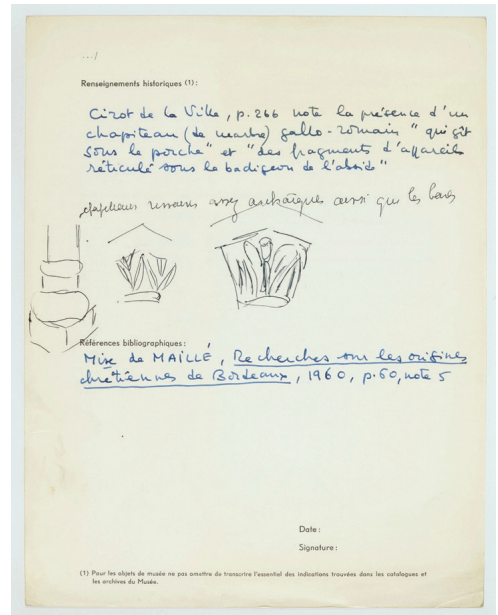 .../
Renseignements historiques (1) :
Cirot de la Ville, p. 266 note la présence d'un
chapiteau (de marbre) gallo-romain "qui gît
sous le porche" et "des fragments d'appareils
réticulé sous le badigeon de l'abside"
chapiteaux romans assez archaïques ainsi que les bases
Références bibliographiques :
Mise de MAILLÉ, Recherches sur les origines
chrétiennes de Bordeaux, 1960, p. 60, note 5
Date :
Signature :
(1) Pour les objets de musée ne pas omettre de transcrire l'essentiel des indications trouvées dans les catalogues et
les archives du Musée.